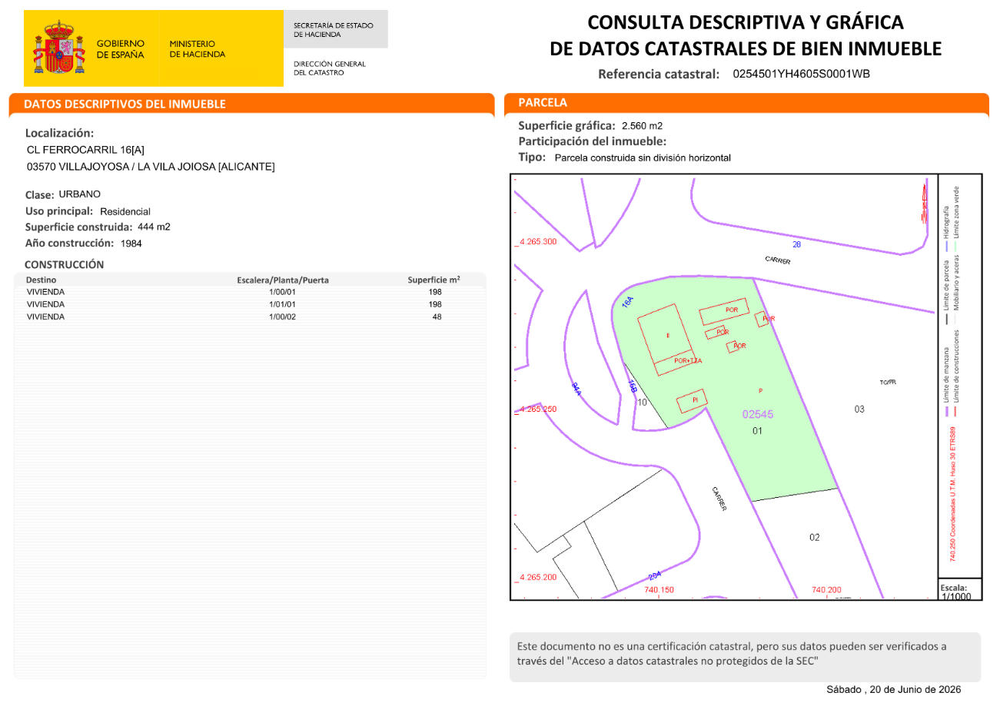 GOBIERNO
DE ESPAÑA
MINISTERIO
DE HACIENDA
SECRETARÍA DE ESTADO
DE HACIENDA
DIRECCIÓN GENERAL
DEL CATASTRO
CONSULTA DESCRIPTIVA Y GRÁFICA
DE DATOS CATASTRALES DE BIEN INMUEBLE
Referencia catastral: 0254501YH4605S0001WB
DATOS DESCRIPTIVOS DEL INMUEBLE
Localización:
CL FERROCARRIL 16[A]
03570 VILLAJOYOSA / LA VILA JOIOSA [ALICANTE]
Clase: URBANO
Uso principal: Residencial
Superficie construida: 444 m2
Año construcción: 1984
CONSTRUCCIÓN
Destino Escalera/Planta/Puerta Superficie m²
VIVIENDA 1/00/01 198
VIVIENDA 1/01/01 198
VIVIENDA 1/00/02 48
PARCELA
Superficie gráfica: 2.560 m2
Participación del inmueble:
Tipo: Parcela construida sin división horizontal
4.265.300
28
CARRER
16A
POR
POR
POR
POR
II
POR+TZA
94A
16B
10
PI
P
TO/PR
4.265.250
02545
03
01
CARRER
02
204
4.265.200
740.150
740.200
Hidrografía
Límite zona verde
Límite de parcela
Mobiliario y aceras
Límite de manzana
Límite de construcciones
740.250 Coordenadas U.T.M. Huso 30 ETRS89
Escala:
1/1000
Este documento no es una certificación catastral, pero sus datos pueden ser verificados a
través del "Acceso a datos catastrales no protegidos de la SEC"
Sábado , 20 de Junio de 2026